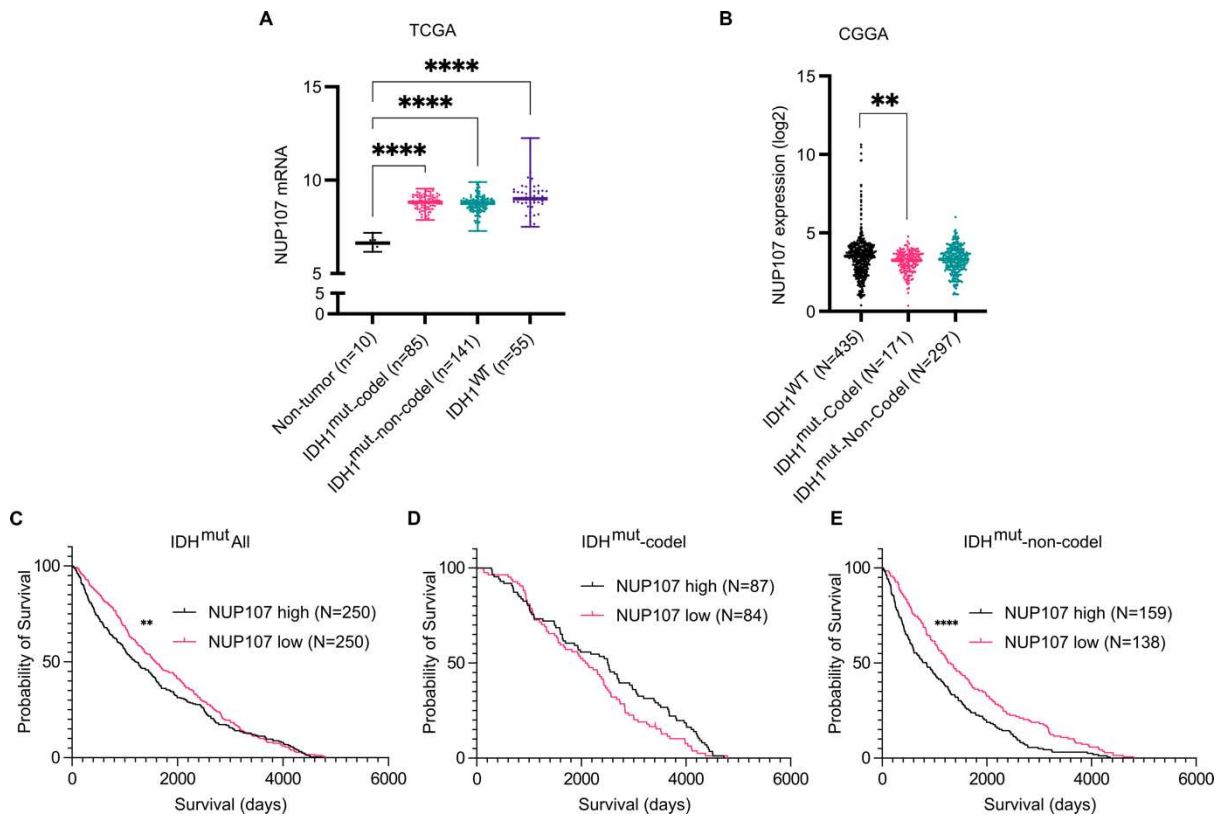 A
TCGA
****
****
****
15
10
5
5
0
NUP107 mRNA
Non-tumor (n=10)
IDH1mut-codel (n=85)
IDH1mut-non-codel (n=141)
IDH1WT (n=55)
B
CGGA
**
15
10
5
0
NUP107 expression (log2)
IDH1WT (N=435)
IDH1mut-Codel (N=171)
IDH1mut-Non-Codel (N=297)
C
IDHmut All
100
50
0
Probability of Survival
NUP107 high (N=250)
**
NUP107 low (N=250)
0 2000 4000 6000
Survival (days)
D
IDHmut-codel
100
50
0
Probability of Survival
NUP107 high (N=87)
NUP107 low (N=84)
0 2000 4000 6000
Survival (days)
E
IDHmut-non-codel
100
50
0
Probability of Survival
NUP107 high (N=159)
****
NUP107 low (N=138)
0 2000 4000 6000
Survival (days)